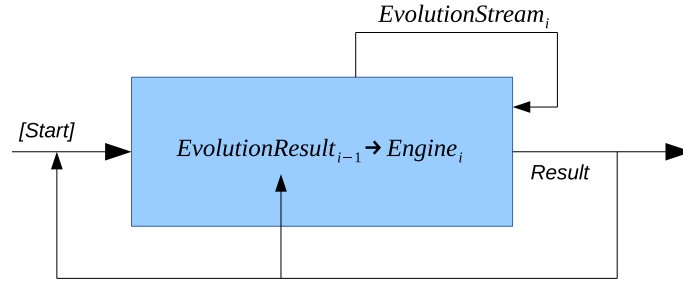 EvolutionStream_i
[Start]
EvolutionResult_{i−1} → Engine_i
Result